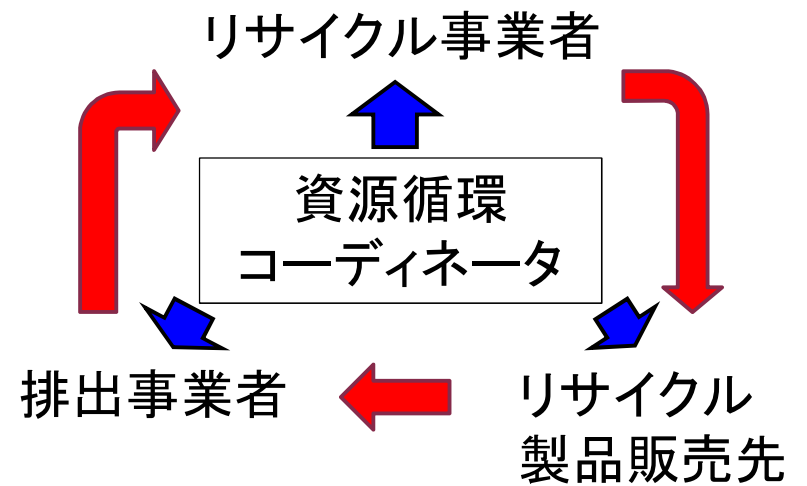 リサイクル事業者
資源循環
コーディネータ
排出事業者
リサイクル
製品販売先